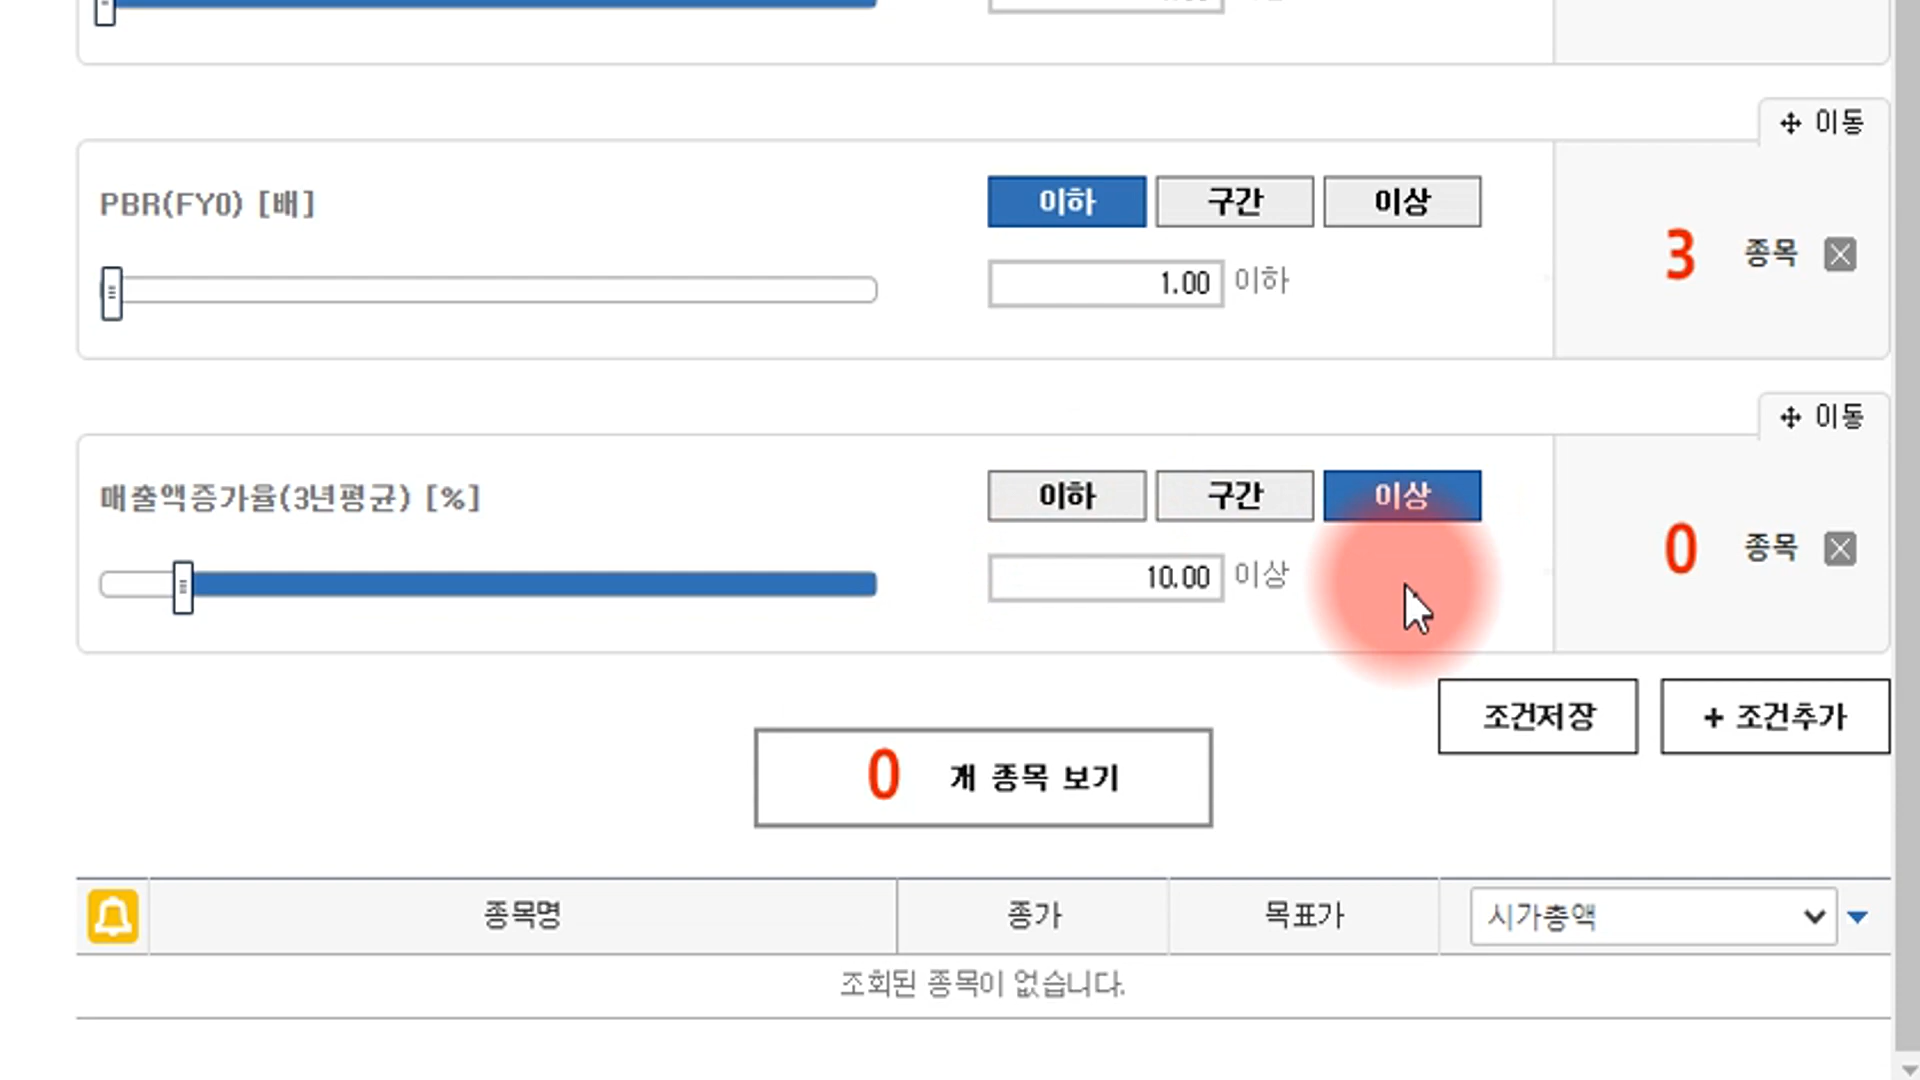 이동
PBR(FY0) [배]
이하 구간 이상
1.00 이하
3 종목
이동
매출액증가율(3년평균) [%]
이하 구간 이상
10.00 이상
0 종목
조건저장 + 조건추가
0 개 종목 보기
종목명 종가 목표가 시가총액
조회된 종목이 없습니다.